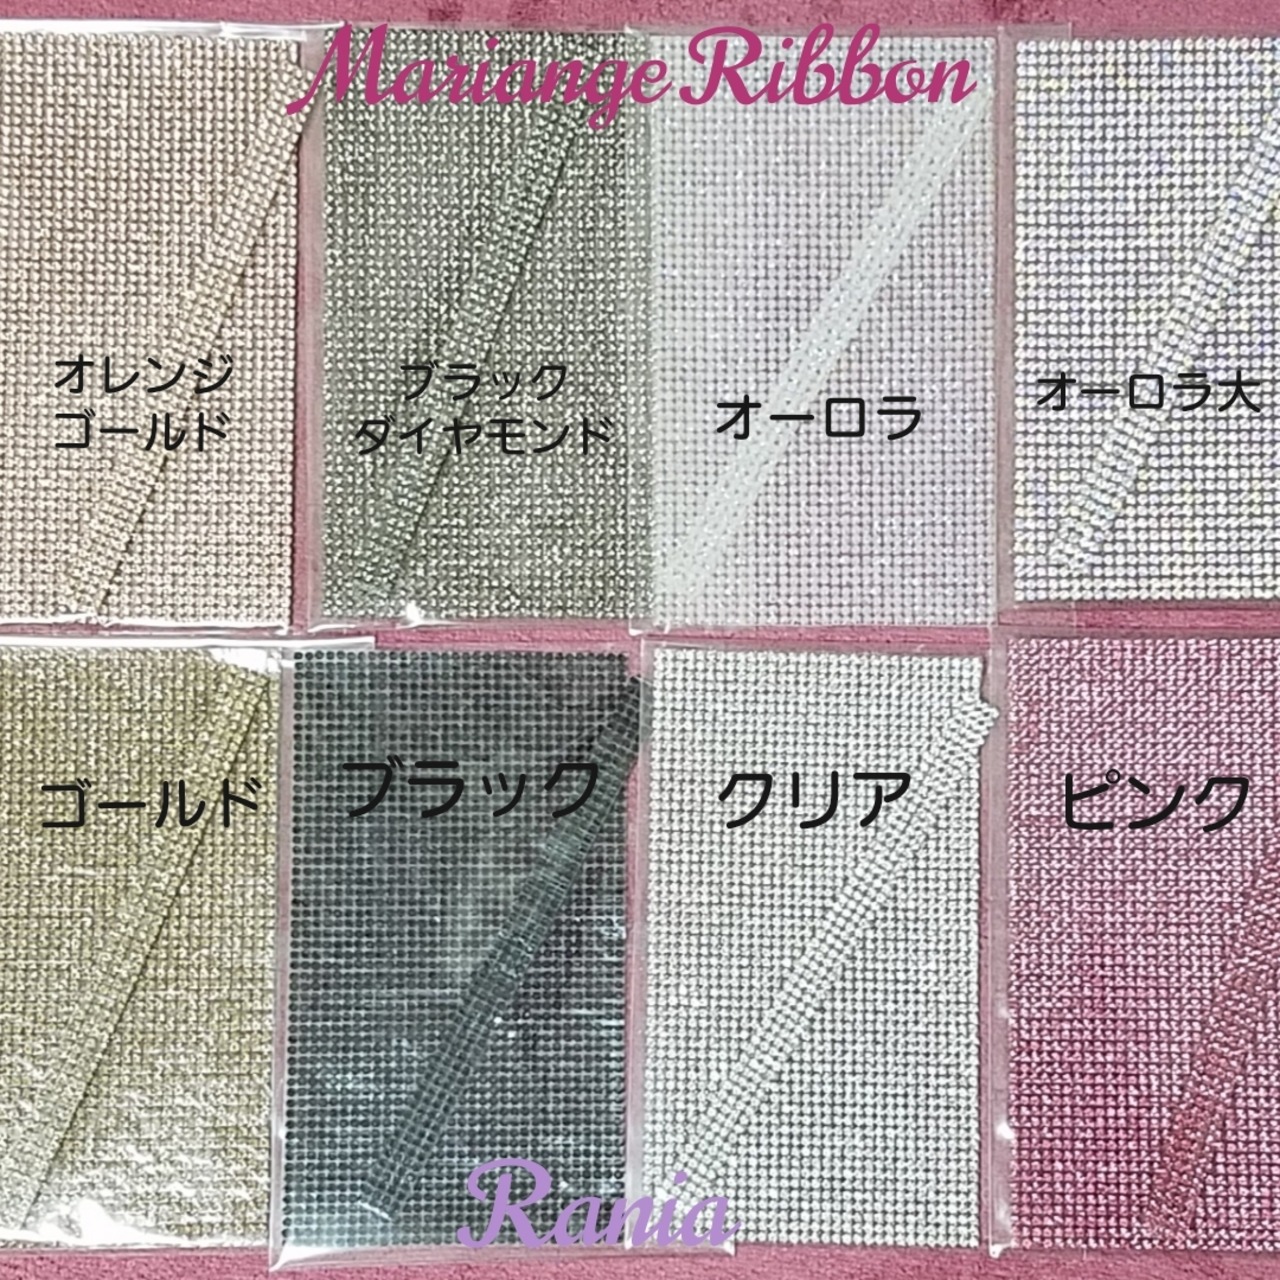 Mariange Ribbon
オレンジ
ゴールド
ブラック
ダイヤモンド
オーロラ
オーロラ大
ゴールド
ブラック
クリア
ピンク
Rania